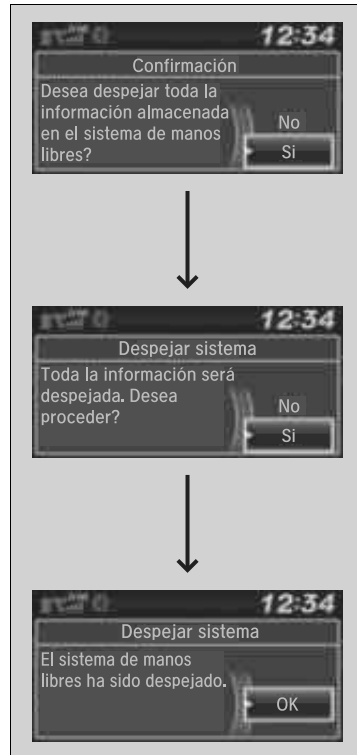 12:34
Confirmación
Desea despejar toda la
información almacenada
en el sistema de manos
libres?
No
Si
12:34
Despejar sistema
Toda la información será
despejada. Desea
proceder?
No
Si
12:34
Despejar sistema
El sistema de manos
libres ha sido despejado.
OK